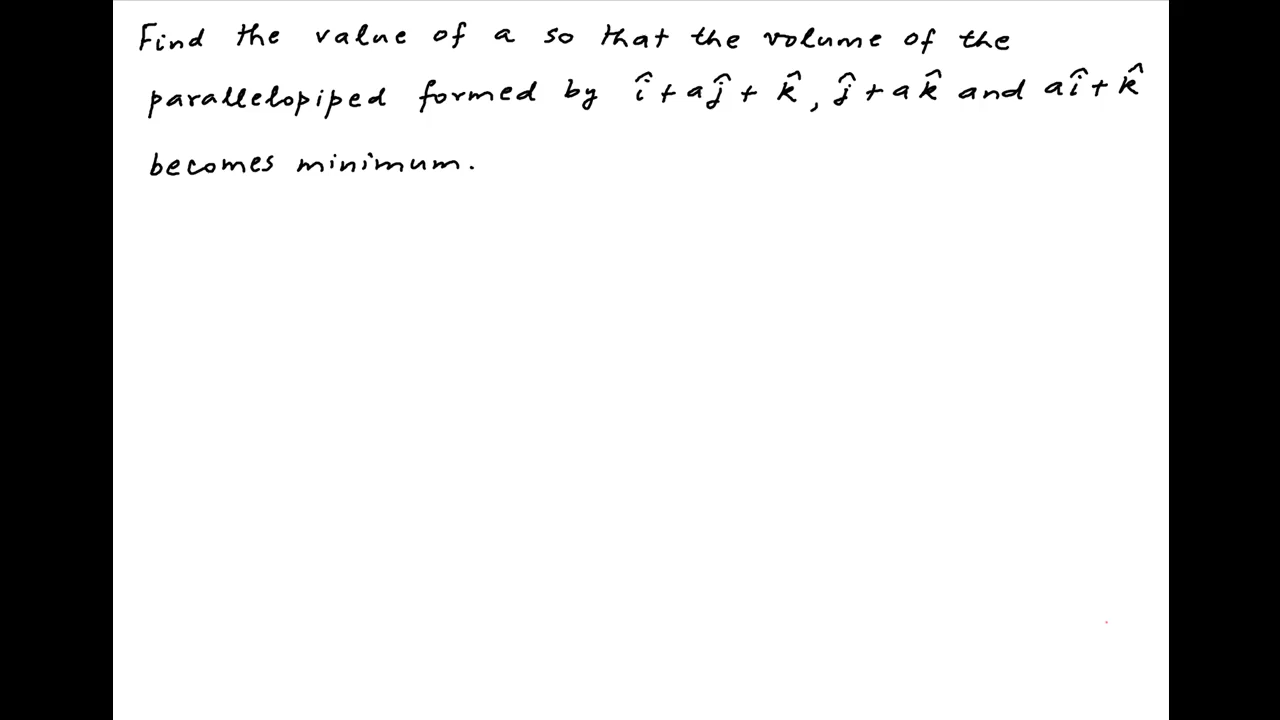 Find the value of a so that the volume of the
parallelopiped formed by î + aĵ + k̂, ĵ + ak̂ and aî + k̂
becomes minimum.